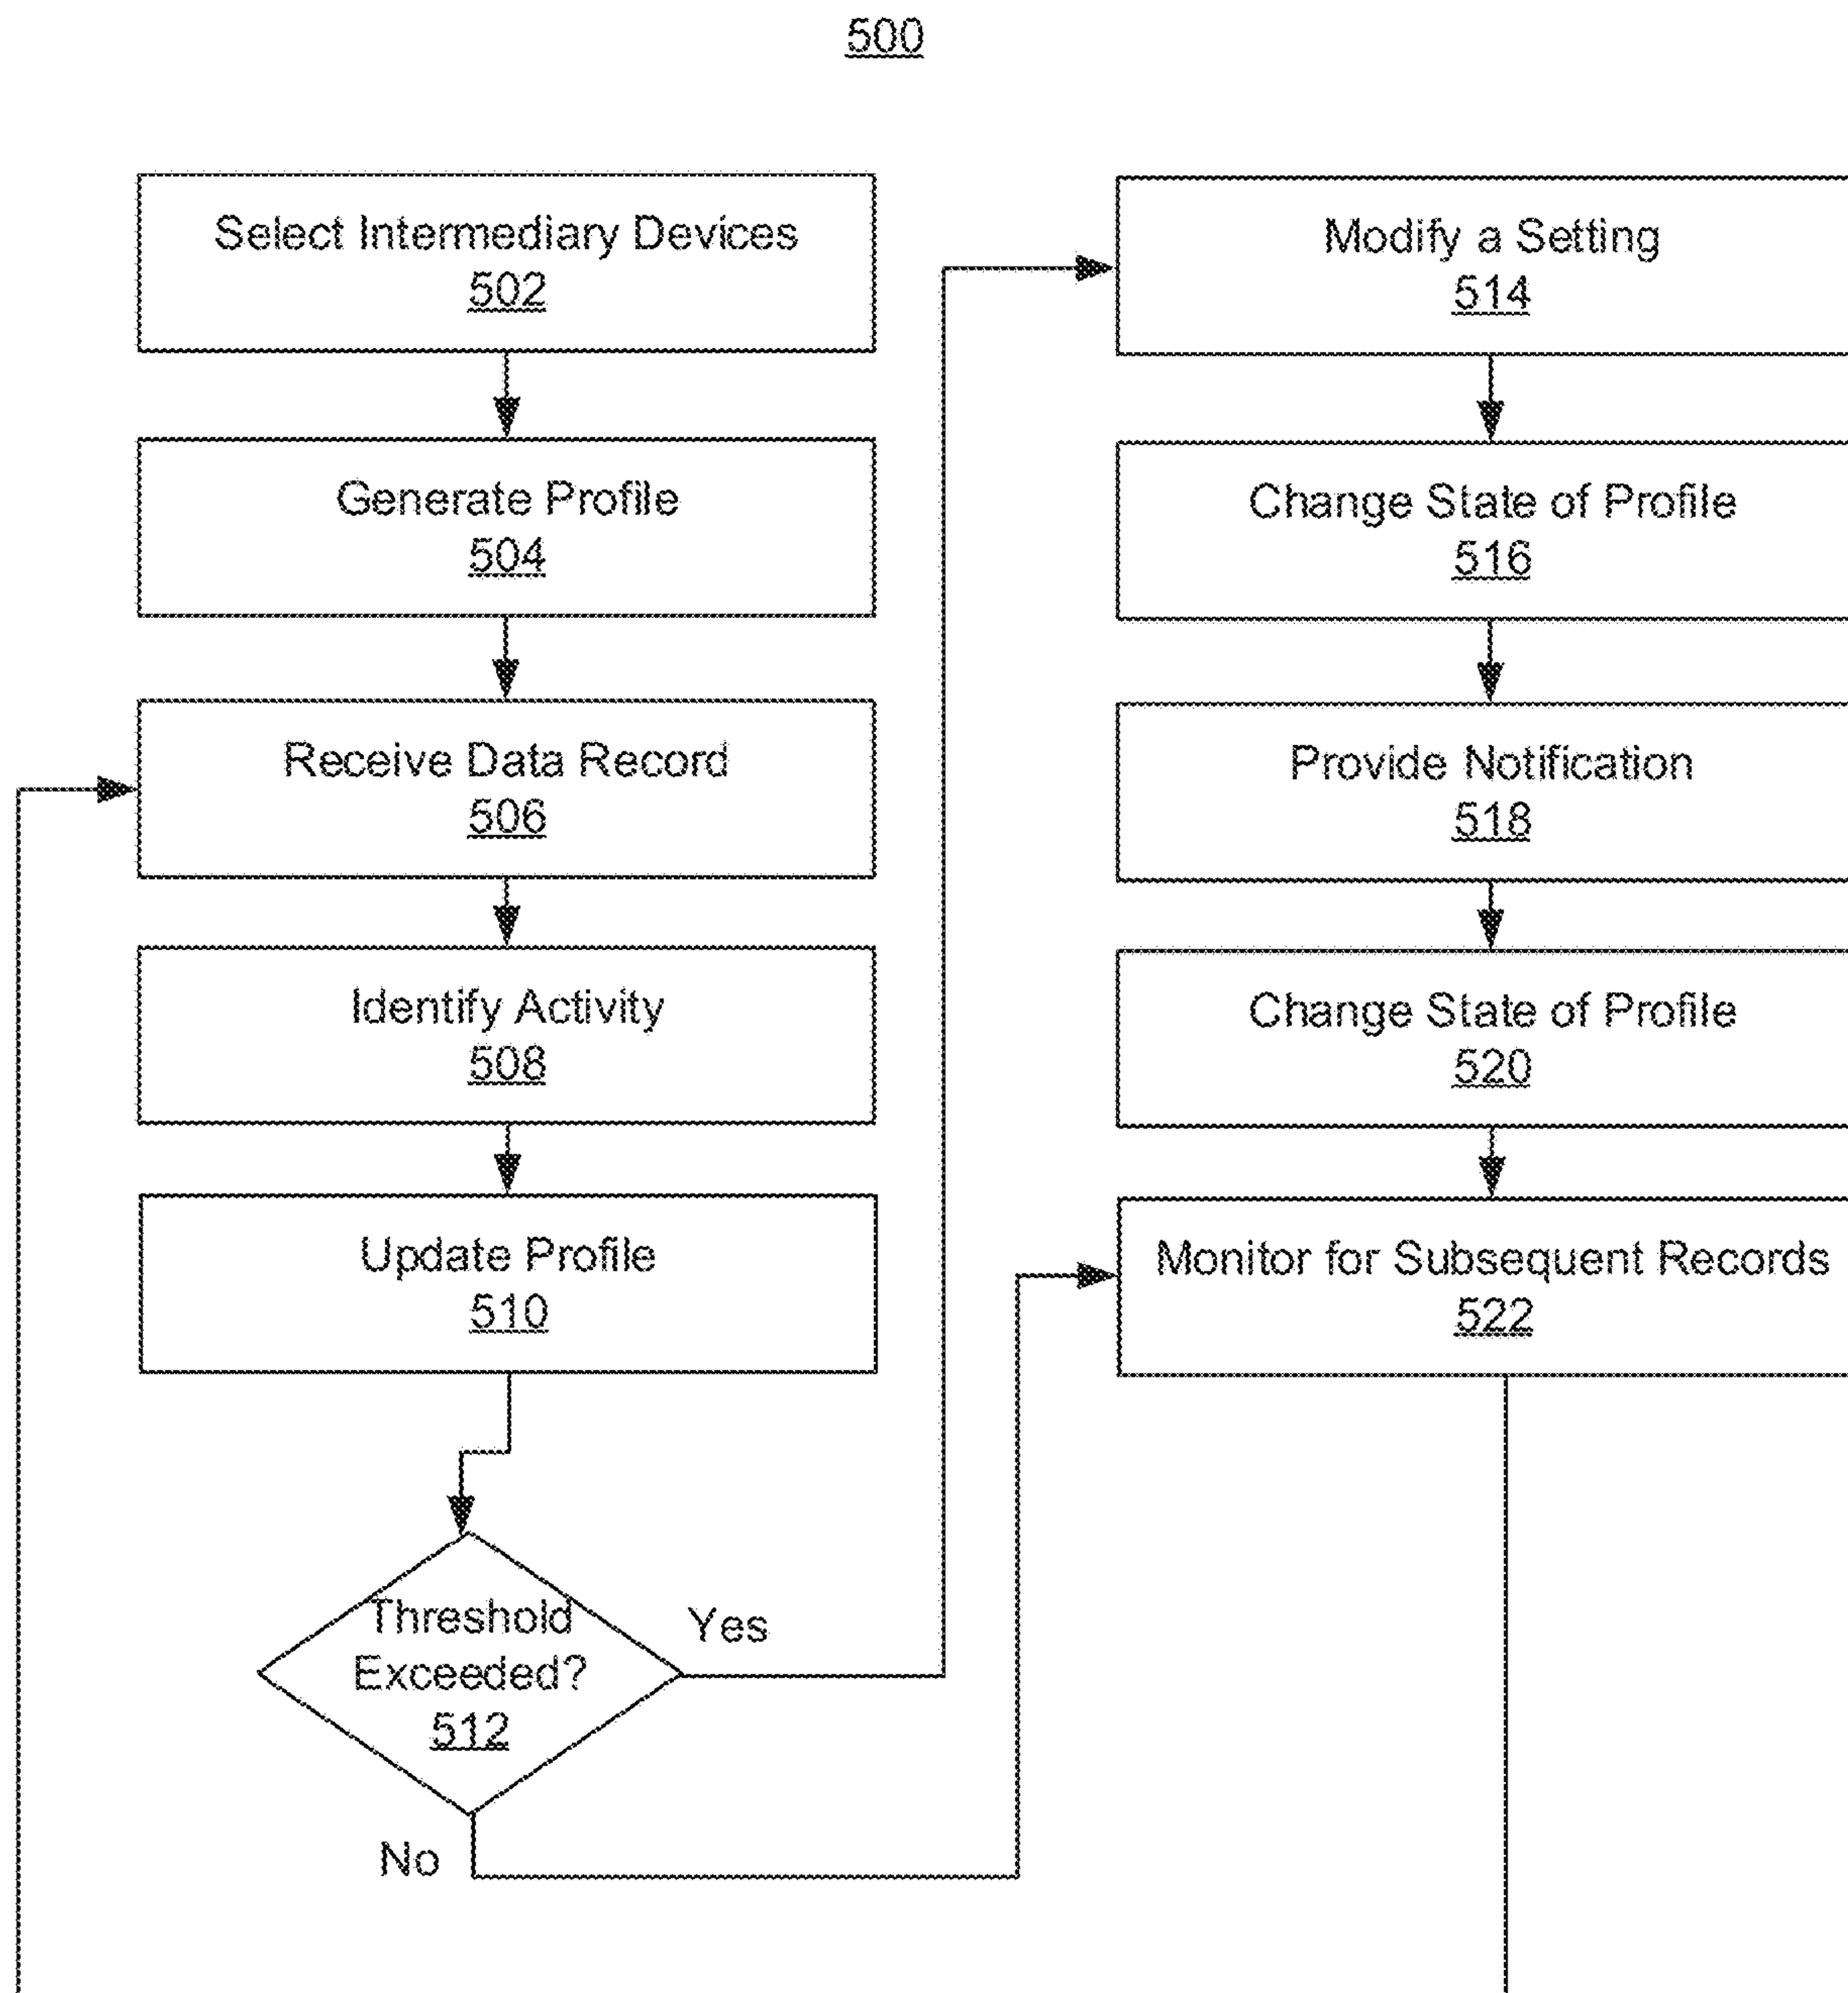 500
Select Intermediary Devices
502
Generate Profile
504
Receive Data Record
506
Identify Activity
508
Update Profile
510
Threshold
Exceeded?
512
Yes
No
Modify a Setting
514
Change State of Profile
516
Provide Notification
518
Change State of Profile
520
Monitor for Subsequent Records
522